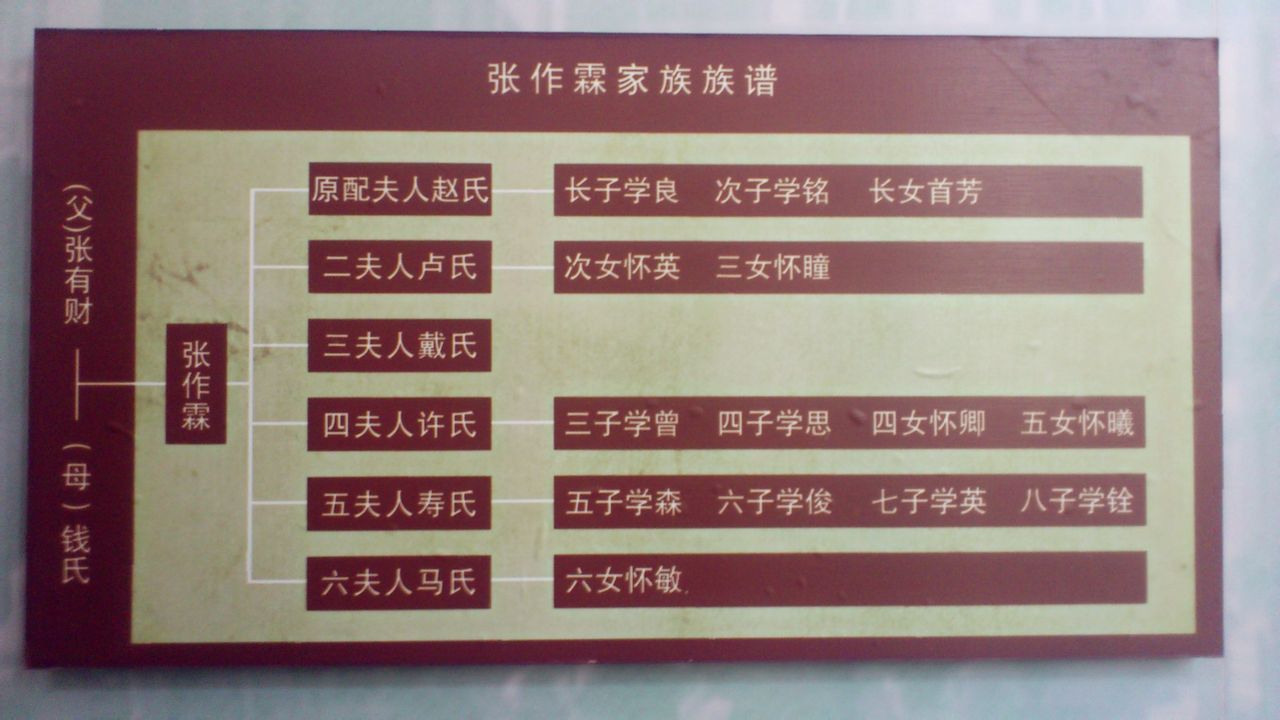 张作霖家族族谱
(父)张有财
(母)钱氏
张作霖
原配夫人赵氏 长子学良 次子学铭 长女首芳
二夫人卢氏 次女怀英 三女怀瞳
三夫人戴氏
四夫人许氏 三子学曾 四子学思 四女怀卿 五女怀曦
五夫人寿氏 五子学森 六子学俊 七子学英 八子学铨
六夫人马氏 六女怀敏